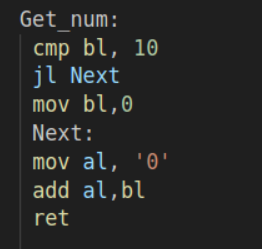 Get_num:
cmp bl, 10
jl Next
mov bl,0
Next:
mov al, '0'
add al,bl
ret